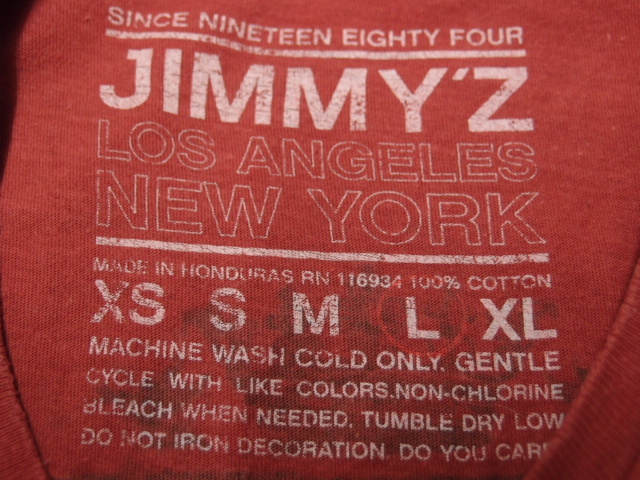 SINCE NINETEEN EIGHTY FOUR
JIMMY'Z
LOS ANGELES
NEW YORK
MADE IN HONDURAS RN 116934 100% COTTON
XS S M L XL
MACHINE WASH COLD ONLY. GENTLE
CYCLE WITH LIKE COLORS.NON-CHLORINE
BLEACH WHEN NEEDED. TUMBLE DRY LOW
DO NOT IRON DECORATION. DO YOU CARE